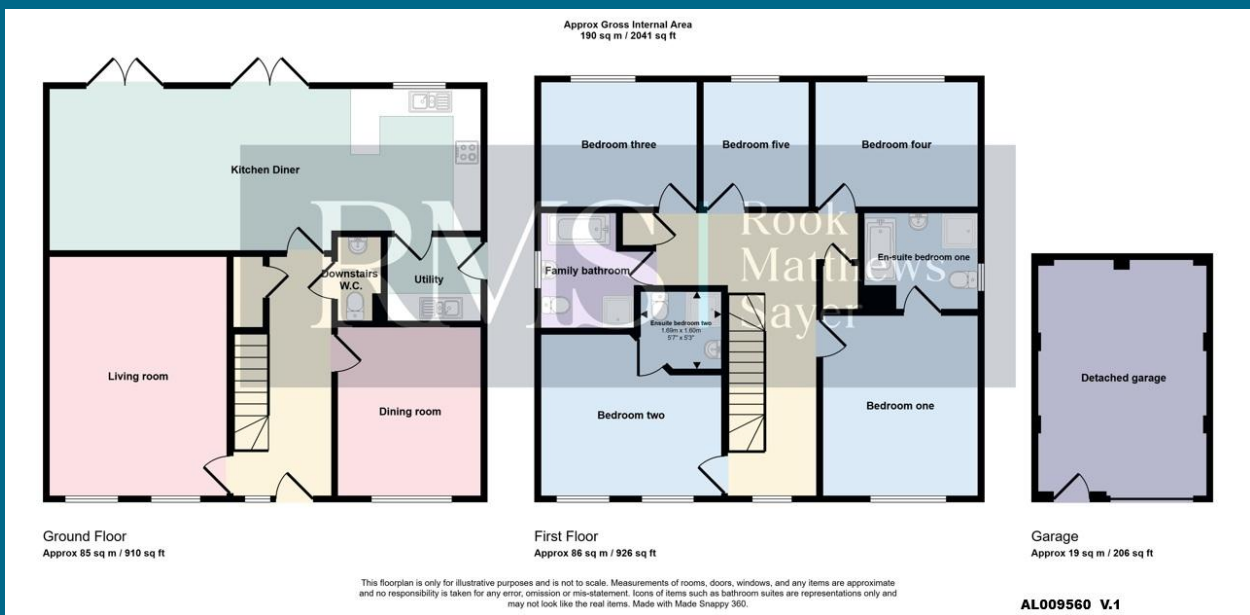 Approx Gross Internal Area
190 sq m / 2041 sq ft
Kitchen Diner
Downstairs
W.C.
Utility
Living room
Dining room
Bedroom three
Bedroom five
Bedroom four
Family bathroom
En-suite bedroom one
Ensuite bedroom two
1.69m x 1.60m
5'7" x 5'3"
Bedroom two
Bedroom one
Detached garage
RMS
Rook
Matthews
Sayer
Ground Floor
Approx 85 sq m / 910 sq ft
First Floor
Approx 86 sq m / 926 sq ft
Garage
Approx 19 sq m / 206 sq ft
This floorplan is only for illustrative purposes and is not to scale. Measurements of rooms, doors, windows, and any items are approximate
and no responsibility is taken for any error, omission or mis-statement. Icons of items such as bathroom suites are representations only and
may not look like the real items. Made with Made Snappy 360.
AL009560 V.1